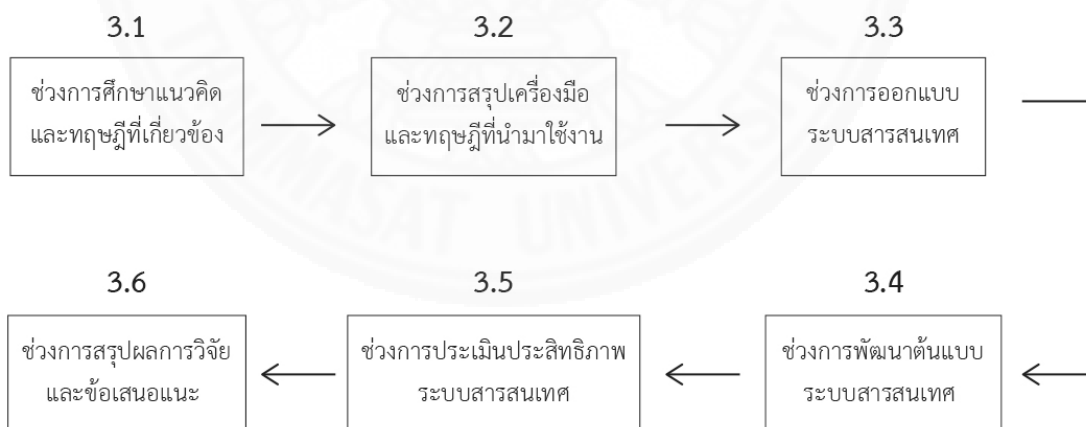 3.1
ช่วงการศึกษาแนวคิด
และทฤษฎีที่เกี่ยวข้อง
3.2
ช่วงการสรุปเครื่องมือ
และทฤษฎีที่นำมาใช้งาน
3.3
ช่วงการออกแบบ
ระบบสารสนเทศ
MMASAT UNIVERSITY
3.6
ช่วงการสรุปผลการวิจัย
และข้อเสนอแนะ
3.5
ช่วงการประเมินประสิทธิภาพ
ระบบสารสนเทศ
3.4
ช่วงการพัฒนาต้นแบบ
ระบบสารสนเทศ